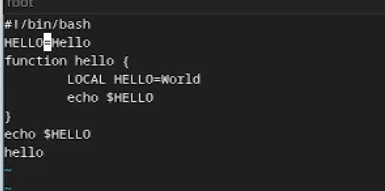 root
#!/bin/bash
HELLO=Hello
function hello {
        LOCAL HELLO=World
        echo $HELLO
}
echo $HELLO
hello
~
~